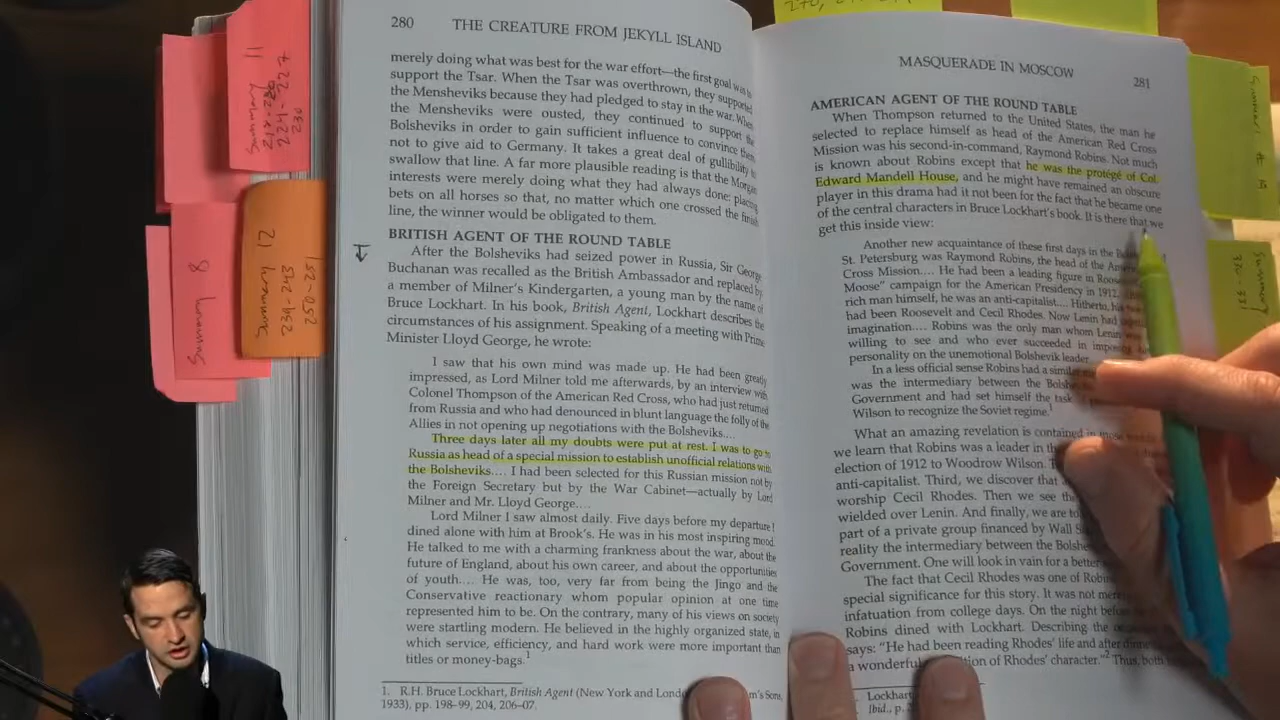 270,
11
Summary
224-227
230
8
Summary
12
Summary
234-242
250-251
280 THE CREATURE FROM JEKYLL ISLAND
merely doing what was best for the war effort—the first goal was to
support the Tsar. When the Tsar was overthrown, they supported
the Mensheviks because they had pledged to stay in the war. When
the Mensheviks were ousted, they continued to support the
Bolsheviks in order to gain sufficient influence to convince them
not to give aid to Germany. It takes a great deal of gullibility to
swallow that line. A far more plausible reading is that the Morgan
interests were merely doing what they had always done: placing
bets on all horses so that, no matter which one crossed the finish
line, the winner would be obligated to them.
BRITISH AGENT OF THE ROUND TABLE
After the Bolsheviks had seized power in Russia, Sir George
Buchanan was recalled as the British Ambassador and replaced by
a member of Milner's Kindergarten, a young man by the name of
Bruce Lockhart. In his book, British Agent, Lockhart describes the
circumstances of his assignment. Speaking of a meeting with Prime
Minister Lloyd George, he wrote:
I saw that his own mind was made up. He had been greatly
impressed, as Lord Milner told me afterwards, by an interview with
Colonel Thompson of the American Red Cross, who had just returned
from Russia and who had denounced in blunt language the folly of the
Allies in not opening up negotiations with the Bolsheviks....
Three days later all my doubts were put at rest. I was to go to
Russia as head of a special mission to establish unofficial relations with
the Bolsheviks.... I had been selected for this Russian mission not by
the Foreign Secretary but by the War Cabinet—actually by Lord
Milner and Mr. Lloyd George....
Lord Milner I saw almost daily. Five days before my departure I
dined alone with him at Brook's. He was in his most inspiring mood.
He talked to me with a charming frankness about the war, about the
future of England, about his own career, and about the opportunities
of youth.... He was, too, very far from being the Jingo and the
Conservative reactionary whom popular opinion at one time
represented him to be. On the contrary, many of his views on society
were startling modern. He believed in the highly organized state, in
which service, efficiency, and hard work were more important than
titles or money-bags.1
1. R.H. Bruce Lockhart, British Agent (New York and Lond m's Sons,
1933), pp. 198-99, 204, 206-07.
MASQUERADE IN MOSCOW 281
AMERICAN AGENT OF THE ROUND TABLE
When Thompson returned to the United States, the man he
selected to replace himself as head of the American Red Cross
Mission was his second-in-command, Raymond Robins. Not much
is known about Robins except that he was the protégé of Col.
Edward Mandell House, and he might have remained an obscure
player in this drama had it not been for the fact that he became one
of the central characters in Bruce Lockhart's book. It is there that we
get this inside view:
Another new acquaintance of these first days in the
St. Petersburg was Raymond Robins, the head of the
Cross Mission.... He had been a leading figure in
Moose" campaign for the American Presidency in 1912.
rich man himself, he was an anti-capitalist.... Hitherto, his
had been Roosevelt and Cecil Rhodes. Now Lenin had
imagination.... Robins was the only man whom Lenin
willing to see and who ever succeeded in
personality on the unemotional Bolshevik leader.
In a less official sense Robins had a similar
was the intermediary between the
Government and had set himself the task
Wilson to recognize the Soviet regime.1
What an amazing revelation is contained in those
we learn that Robins was a leader in the
election of 1912 to Woodrow Wilson.
anti-capitalist. Third, we discover that
worship Cecil Rhodes. Then we see the
wielded over Lenin. And finally, we are
part of a private group financed by Wall
reality the intermediary between the
Government. One will look in vain for a better
The fact that Cecil Rhodes was one of
special significance for this story. It was not
infatuation from college days. On the night
Robins dined with Lockhart. Describing the
says: "He had been reading Rhodes' life and after
a wonderful ion of Rhodes' character."2 Thus, both
Lockhart
Ibid., p.